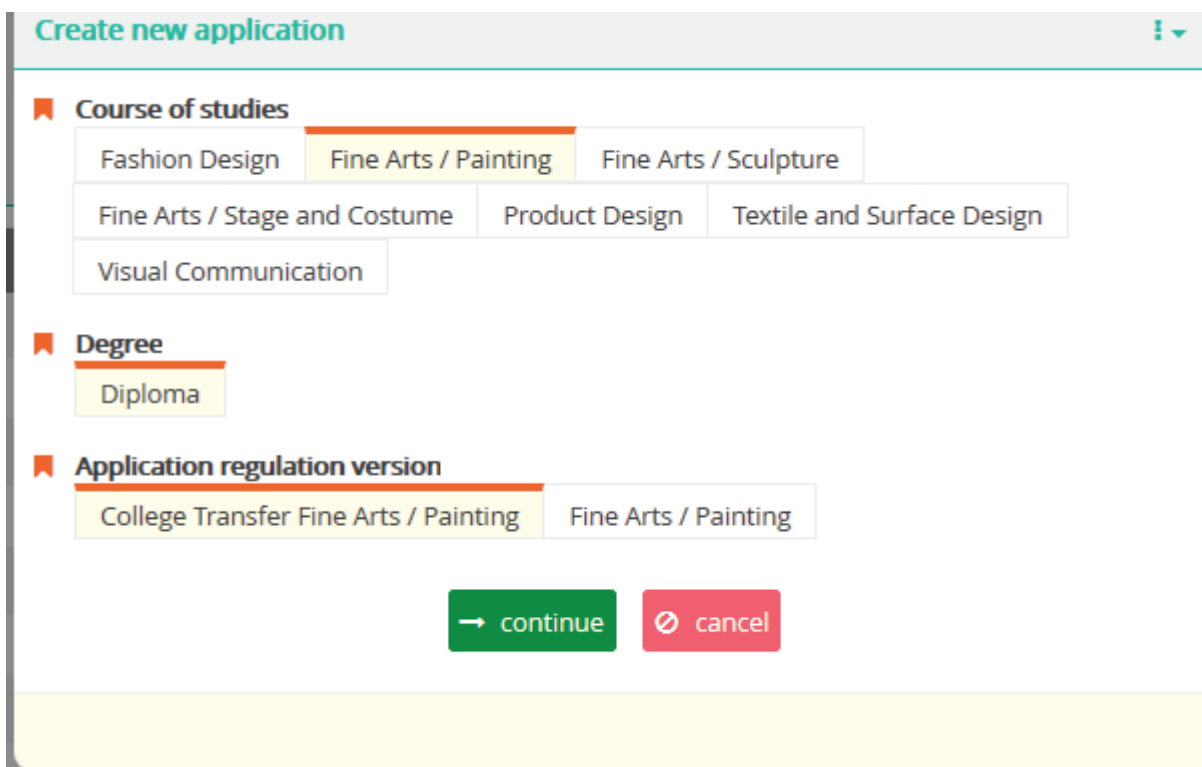 Create new application
Course of studies
Fashion Design Fine Arts / Painting Fine Arts / Sculpture
Fine Arts / Stage and Costume Product Design Textile and Surface Design
Visual Communication
Degree
Diploma
Application regulation version
College Transfer Fine Arts / Painting Fine Arts / Painting
continue cancel